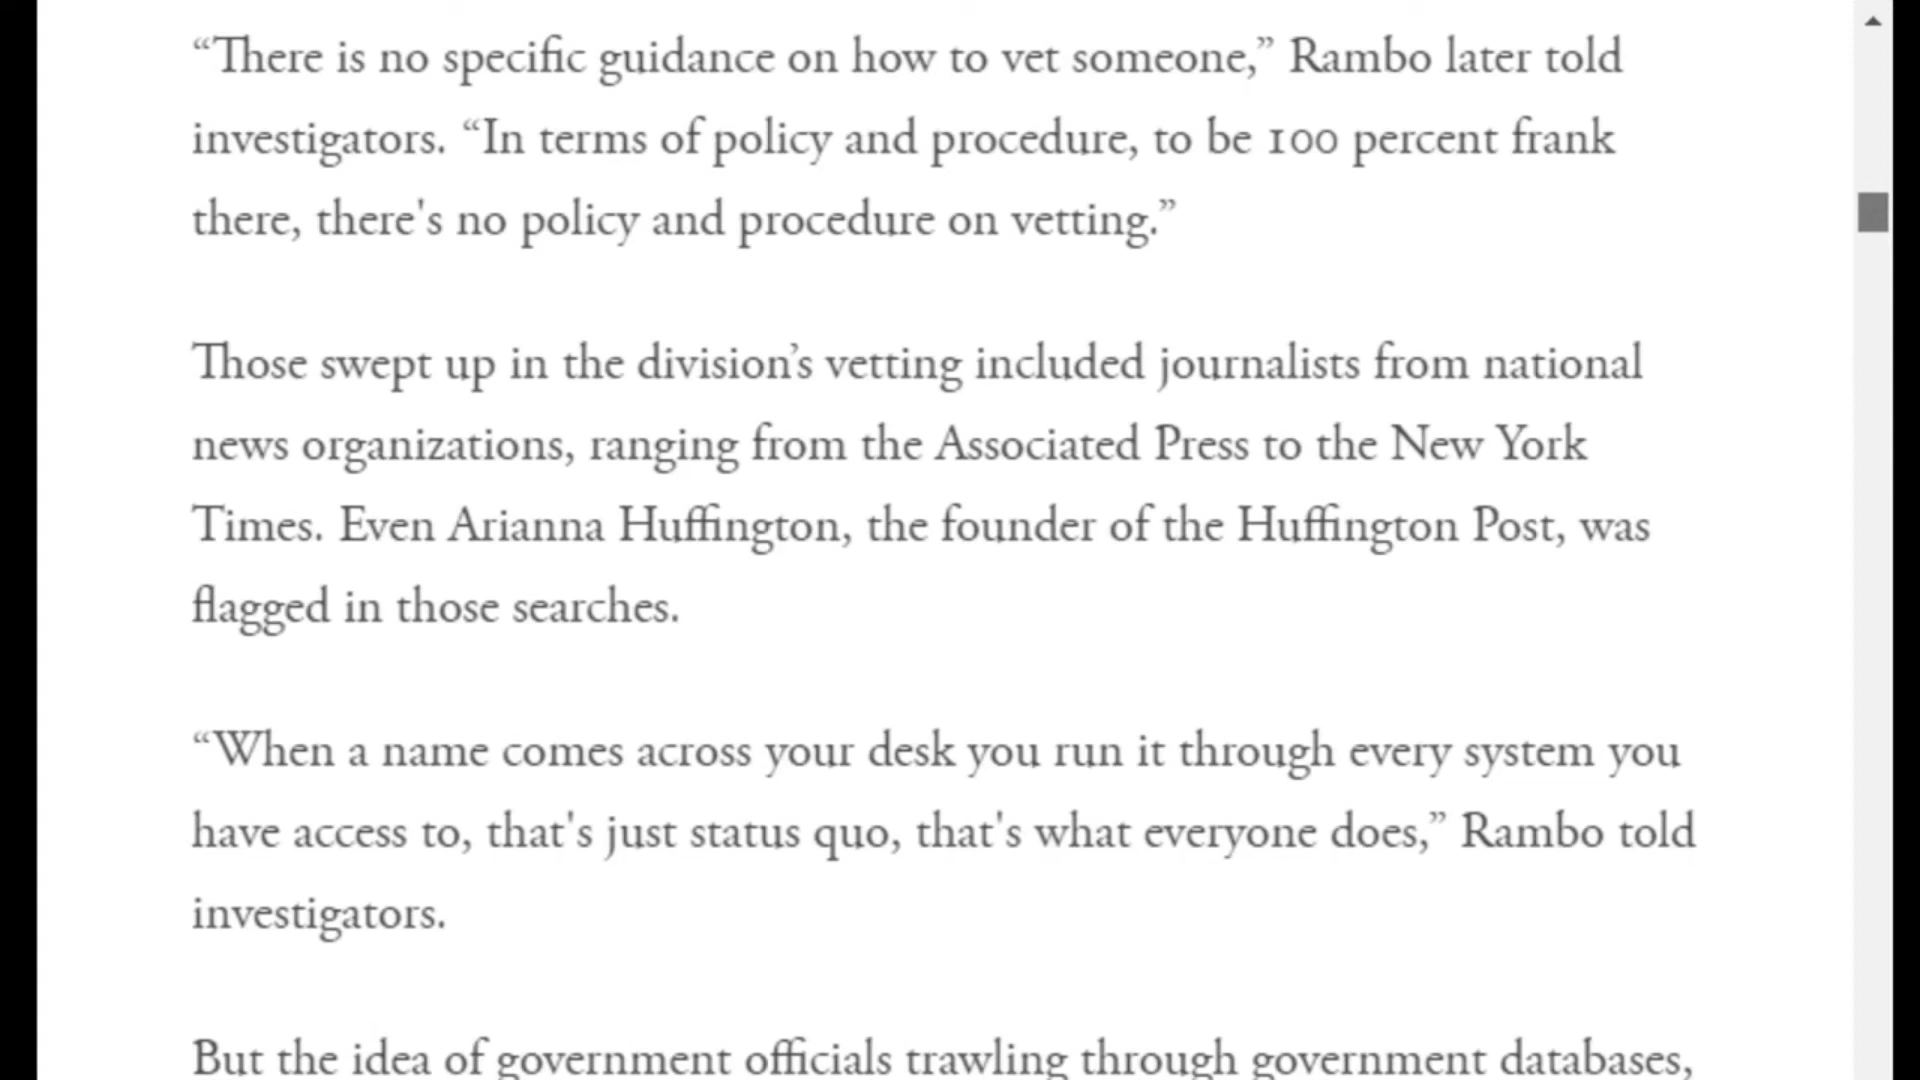 “There is no specific guidance on how to vet someone,” Rambo later told
investigators. “In terms of policy and procedure, to be 100 percent frank
there, there's no policy and procedure on vetting.”
Those swept up in the division’s vetting included journalists from national
news organizations, ranging from the Associated Press to the New York
Times. Even Arianna Huffington, the founder of the Huffington Post, was
flagged in those searches.
“When a name comes across your desk you run it through every system you
have access to, that's just status quo, that's what everyone does,” Rambo told
investigators.
But the idea of government officials trawling through government databases,